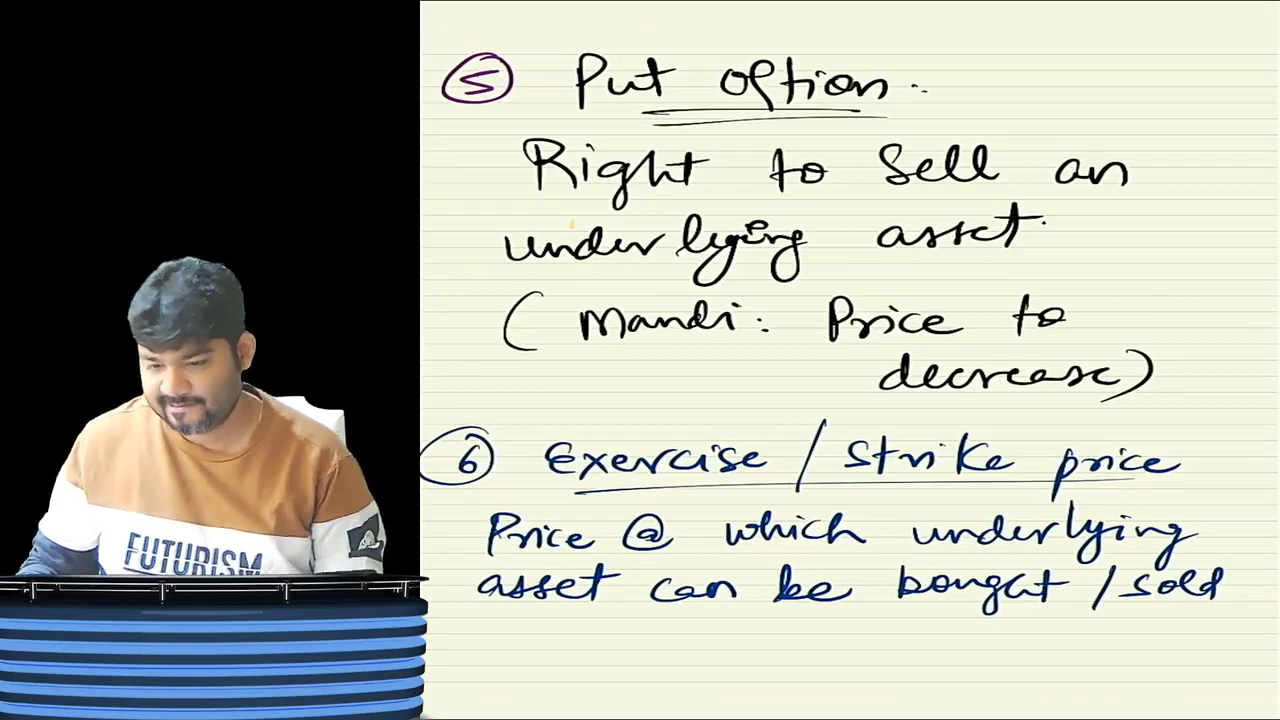 5 Put option..
Right to sell an
underlying asset.
(Mandi: Price to
decrease)
6 Exercise / Strike price
Price @ which underlying
asset can be bought / sold
FUTURISM